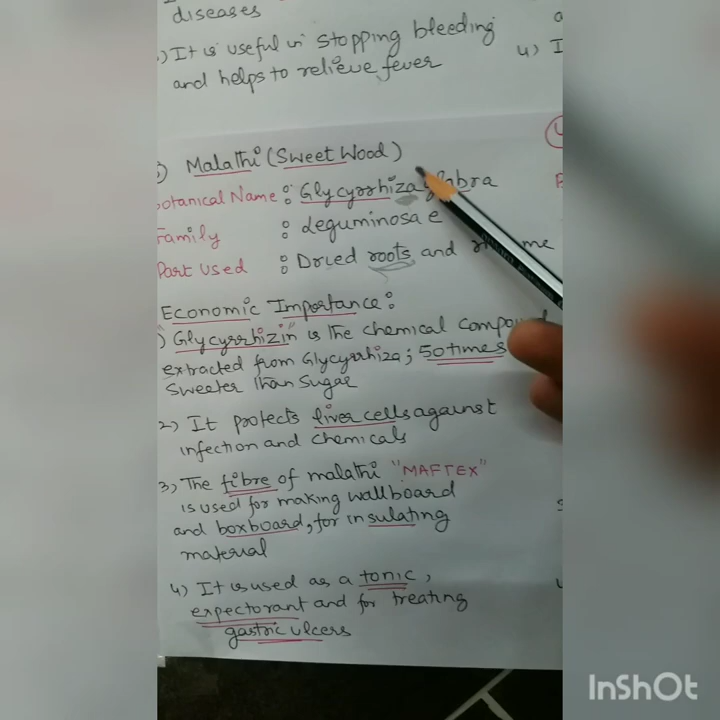 diseases
It is useful in stopping bleeding
and helps to relieve fever
4) I
) Malathi (Sweet Wood)
otanical Name : Glycyrrhiza glabra
Family : Leguminosae
Part Used : Dried roots and
Economic Importance :
) "Glycyrrhizin" is the chemical
extracted from Glycyrrhiza; 50 times
Sweeter than Sugar
2) It protects liver cells against
infection and chemicals
3) The fibre of malathi "MAFTEX"
is used for making wallboard
and boxboard, for insulating
material
4) It is used as a tonic,
expectorant and for treating
gastric ulcers
InShOt